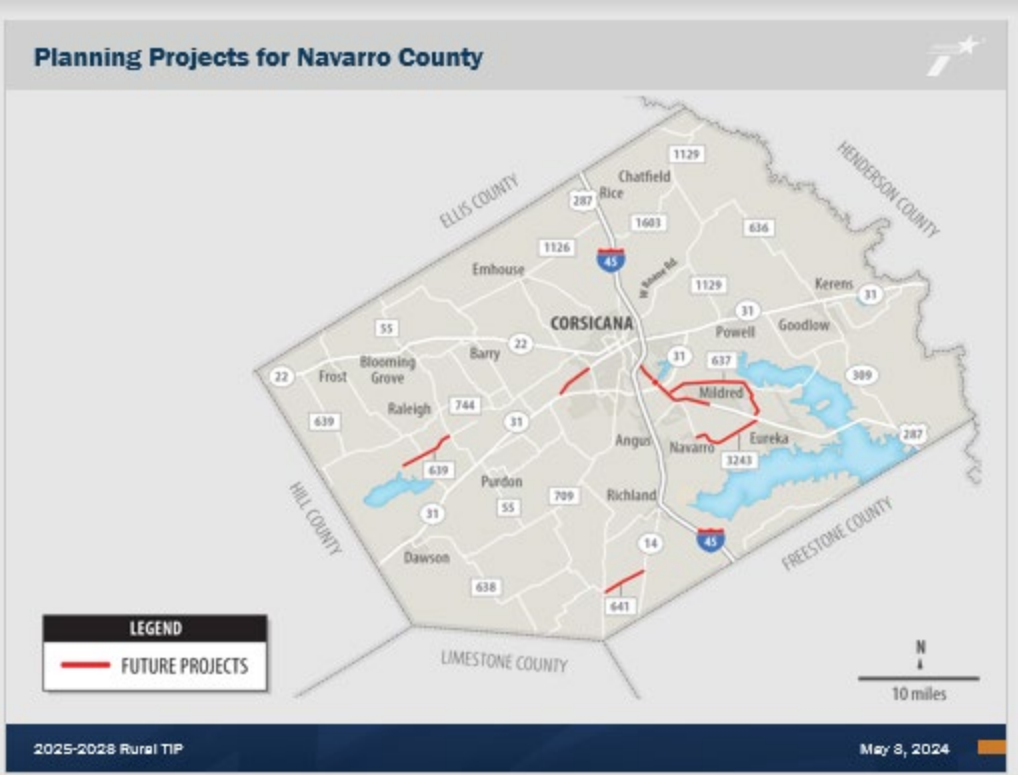 Planning Projects for Navarro County
HENDERSON COUNTY
ELLIS COUNTY
1129
Chatfield
Rice
287
1603
636
1126
45
W Roane Rd.
Emhouse
1129
Kerens
31
31
CORSICANA
Powell
Goodlow
55
22
Barry
31
637
Blooming
Grove
22
Frost
309
Mildred
Raleigh
744
639
31
287
Angus
Navarro
Eureka
3243
639
HILL COUNTY
Purdon
55
709
Richland
31
14
45
FREESTONE COUNTY
Dawson
638
641
LIMESTONE COUNTY
LEGEND
FUTURE PROJECTS
N
10 miles
2025-2028 Rural TIP
May 8, 2024